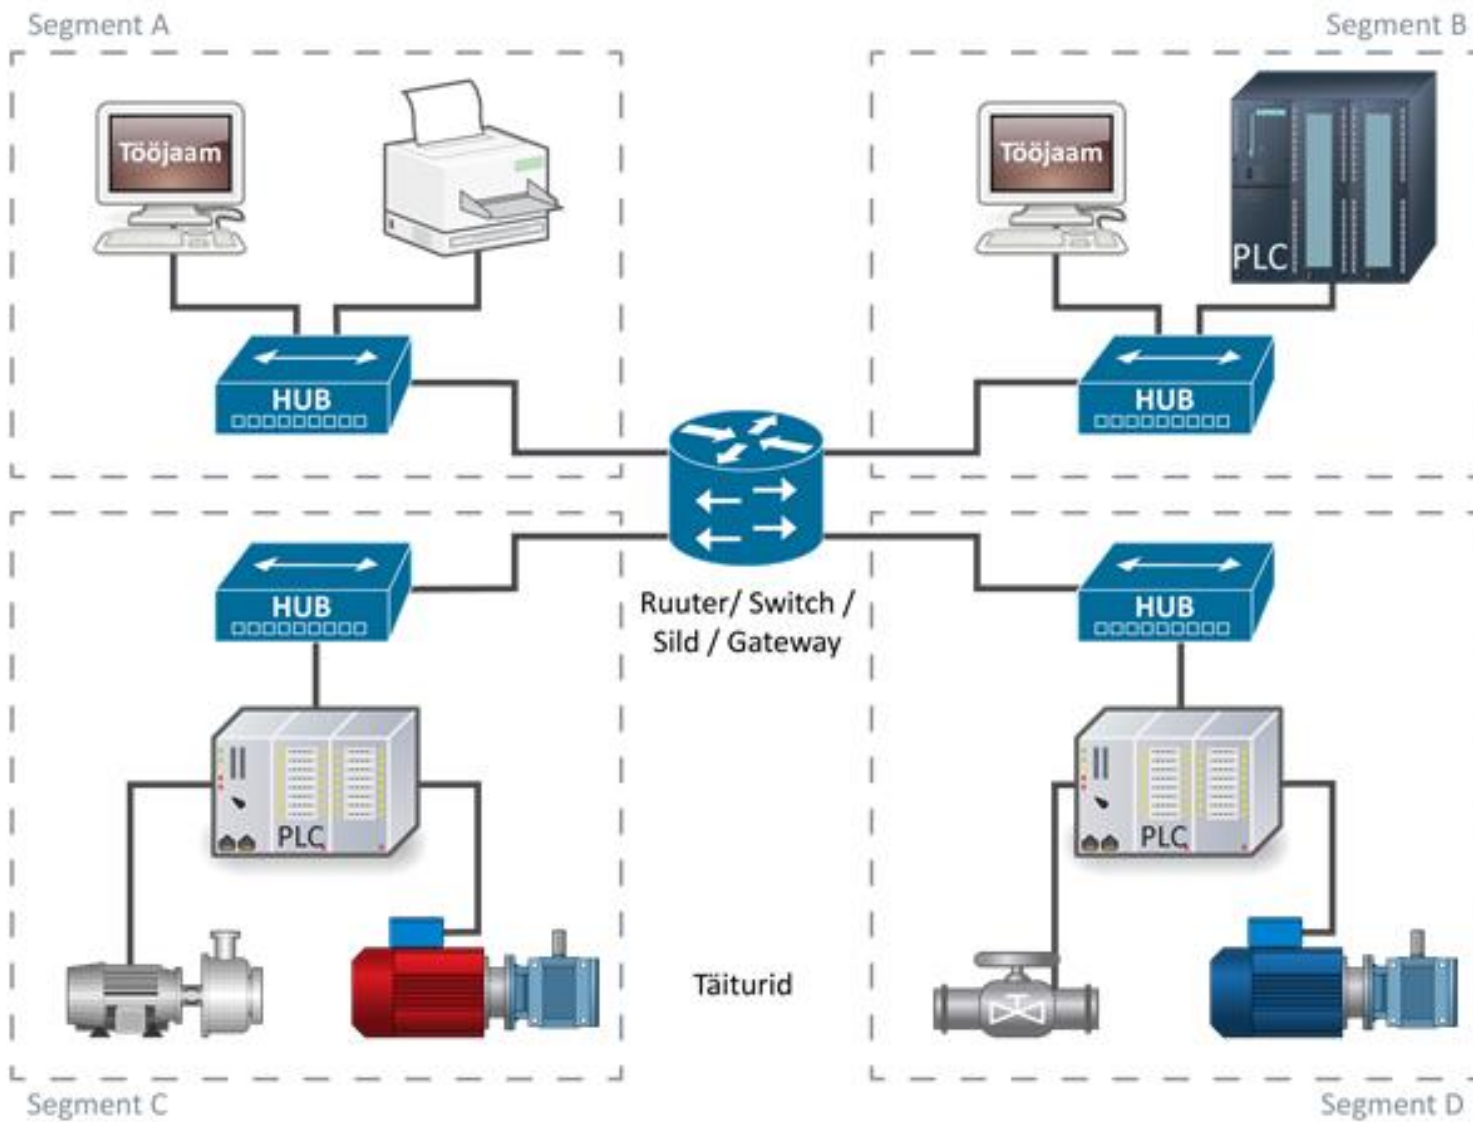 Segment A
Segment B
Tööjaam
Tööjaam
PLC
HUB
HUB
HUB
HUB
Ruuter/ Switch /
Sild / Gateway
PLC
PLC
Täiturid
Segment C
Segment D